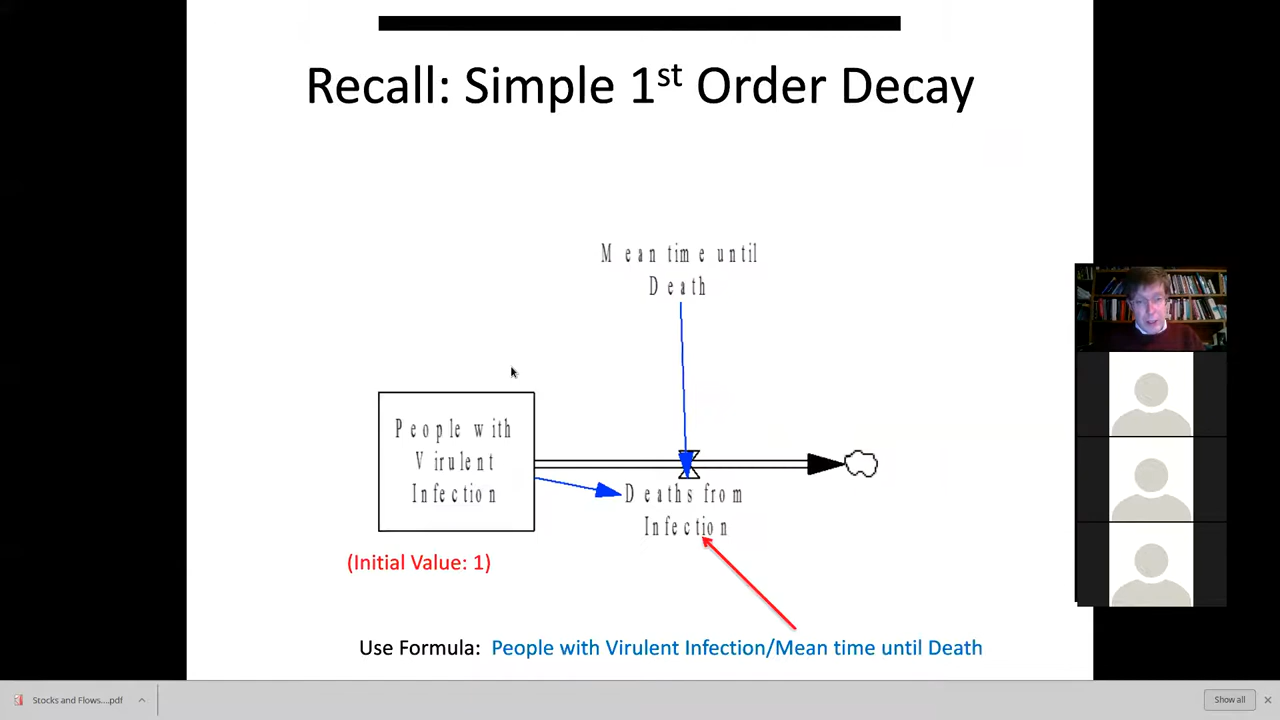 Recall: Simple 1st Order Decay
Mean time until
Death
People with
Virulent
Infection
Deaths from
Infection
(Initial Value: 1)
Use Formula: People with Virulent Infection/Mean time until Death
Stocks and Flows....pdf
Show all